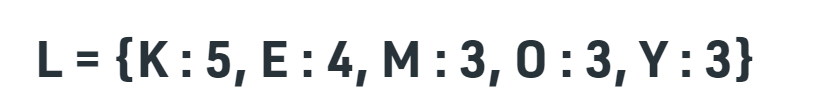 L = {K : 5, E : 4, M : 3, O : 3, Y : 3}